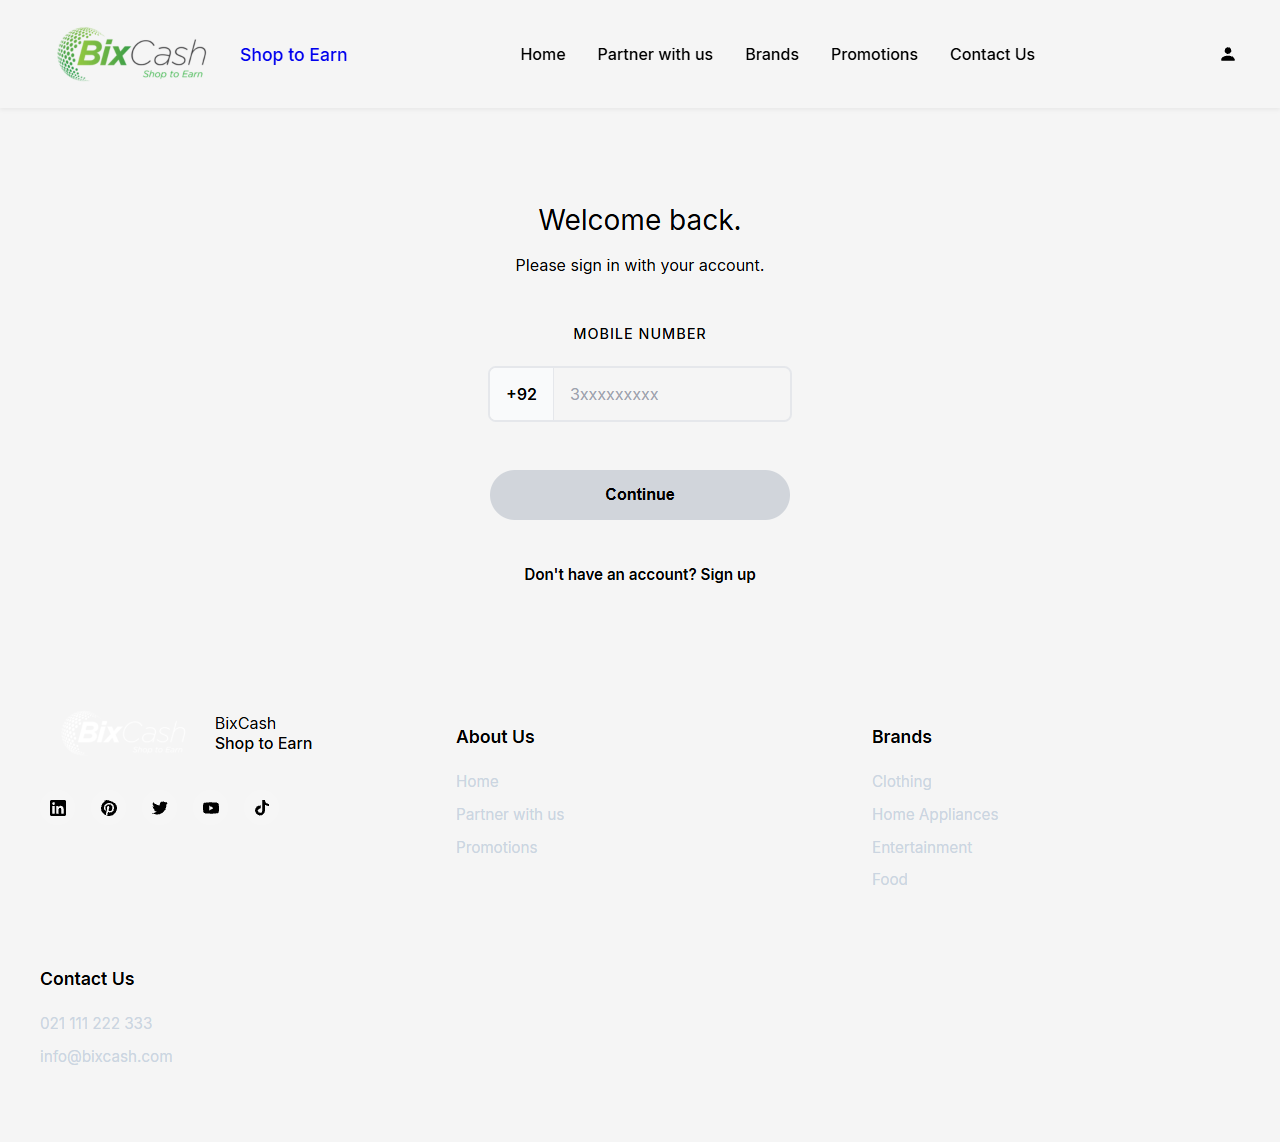 BixCash
Shop to Earn
Shop to Earn
Home
Partner with us
Brands
Promotions
Contact Us
Welcome back.
Please sign in with your account.
MOBILE NUMBER
+92
3xxxxxxxxx
Continue
Don't have an account? Sign up
BixCash
Shop to Earn
BixCash
Shop to Earn
About Us
Home
Partner with us
Promotions
Brands
Clothing
Home Appliances
Entertainment
Food
Contact Us
021 111 222 333
info@bixcash.com